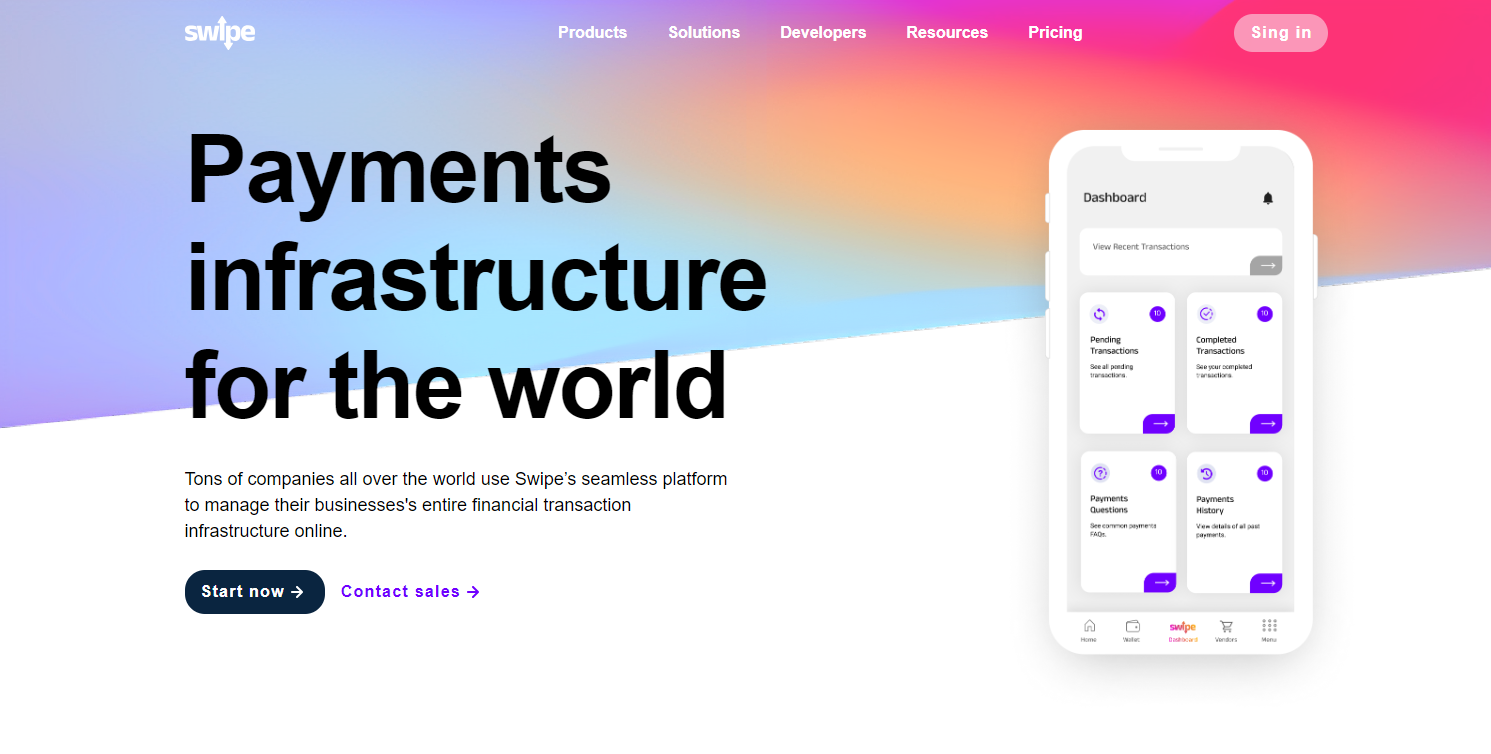 swipe
Products Solutions Developers Resources Pricing
Sing in
Payments
infrastructure
for the world
Tons of companies all over the world use Swipe’s seamless platform
to manage their businesses's entire financial transaction
infrastructure online.
Start now
Contact sales
Dashboard
View Recent Transactions
10
Pending
Transactions
See all pending
transactions.
10
Completed
Transactions
See your completed
transactions.
10
Payments
Questions
See common payments
FAQs.
10
Payments
History
View details of all past
payments.
swipe
Home Wallet Dashboard Vendors Menu